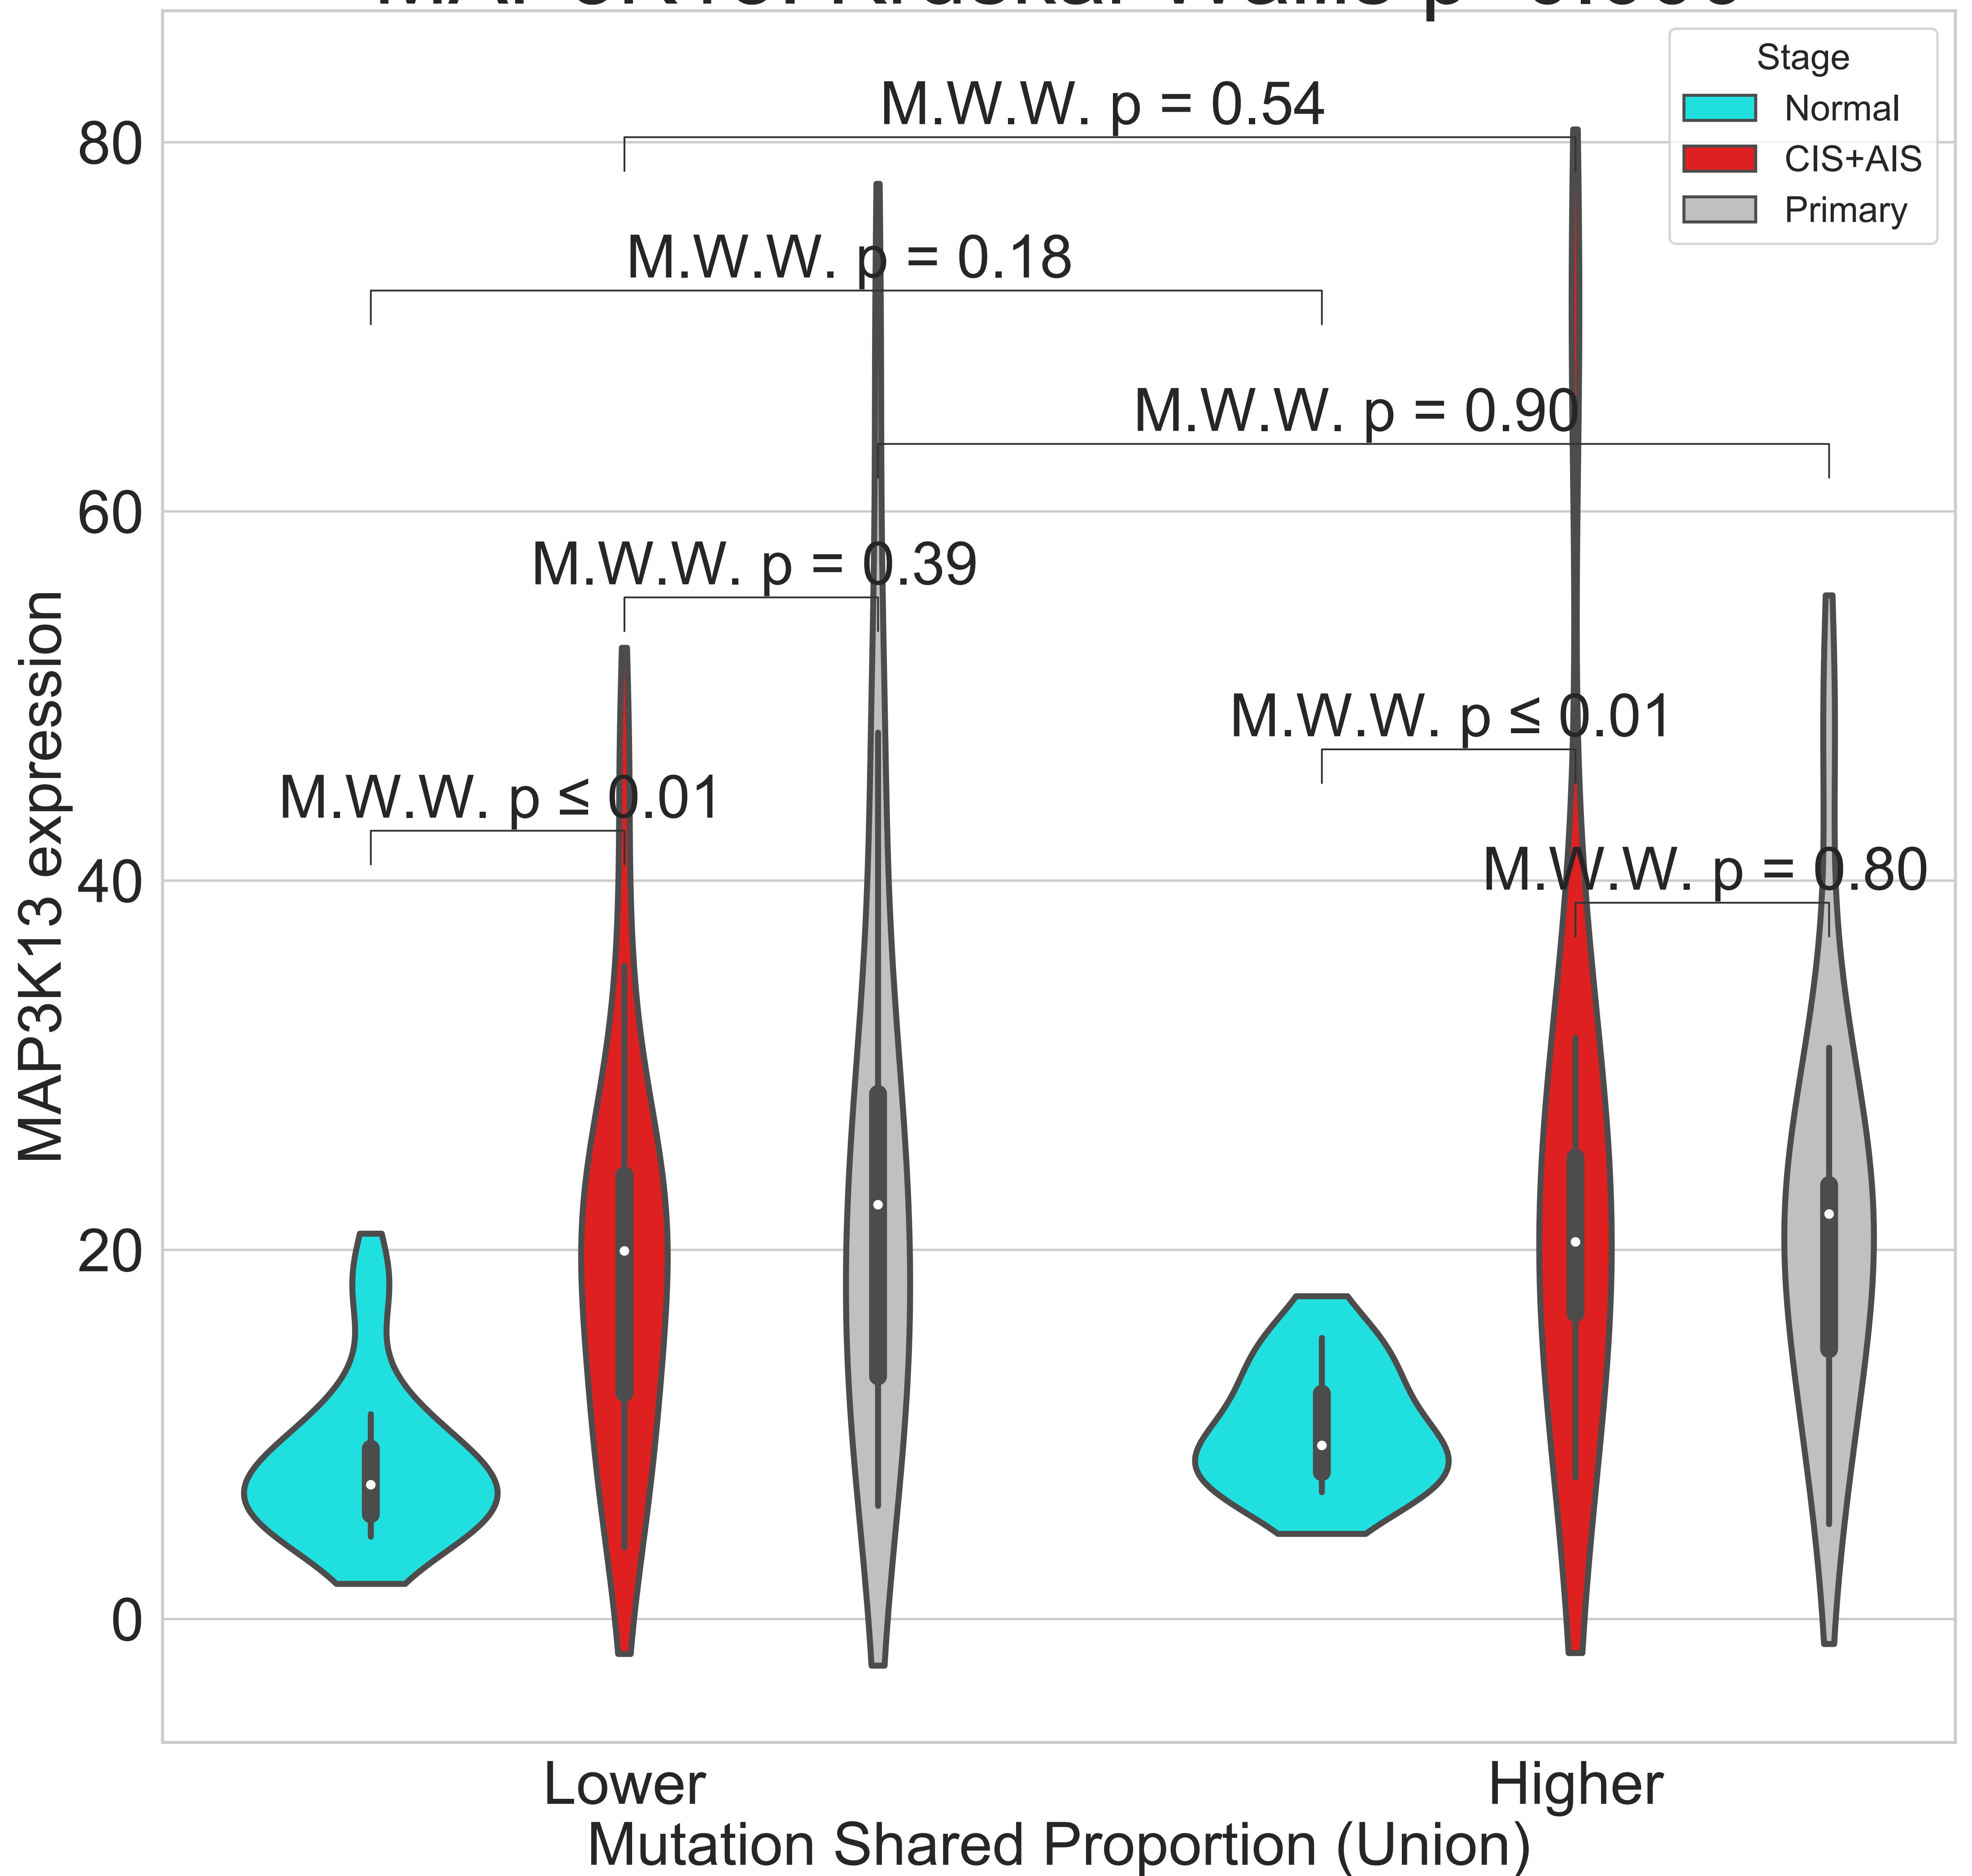 Stage
Normal
CIS+AIS
Primary
M.W.W. p = 0.54
M.W.W. p = 0.18
M.W.W. p = 0.90
M.W.W. p = 0.39
M.W.W. p ≤ 0.01
M.W.W. p ≤ 0.01
M.W.W. p = 0.80
80
60
40
20
0
MAP3K13 expression
Lower
Higher
Mutation Shared Proportion (Union)